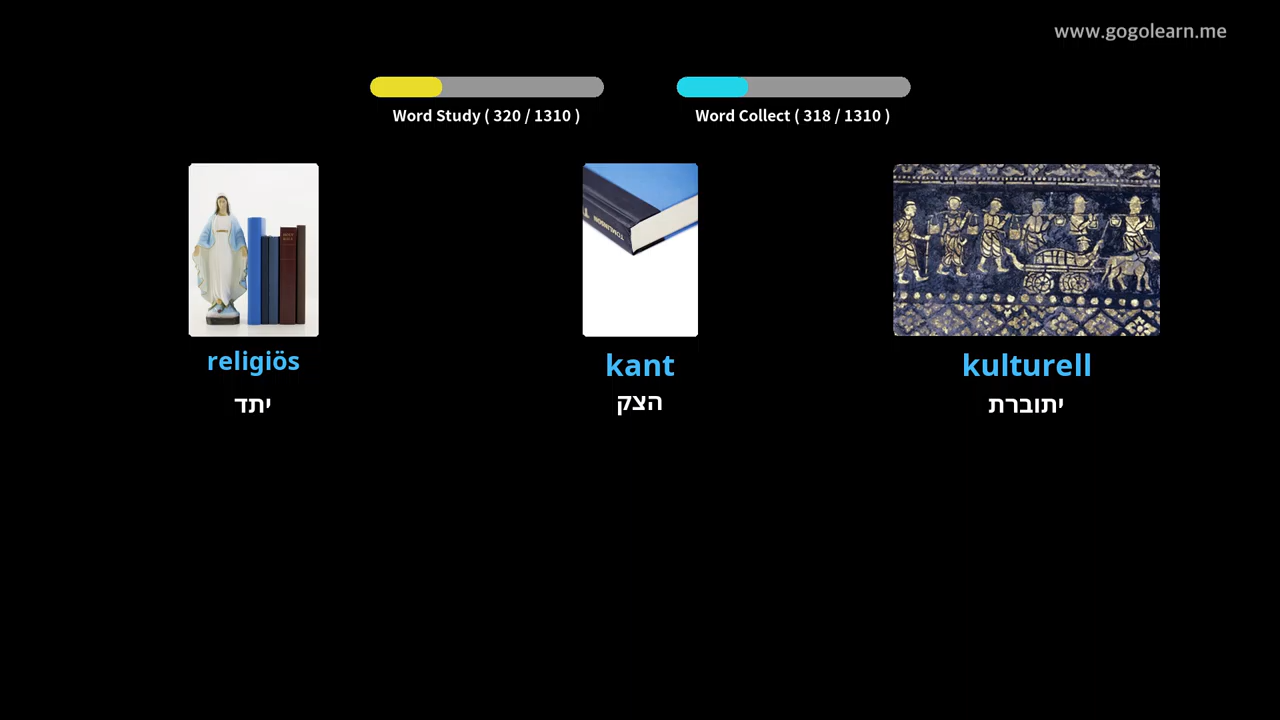 www.gogolearn.me
Word Study ( 320 / 1310 )
Word Collect ( 318 / 1310 )
religiös
יתד
kant
הצק
kulturell
יתוברת